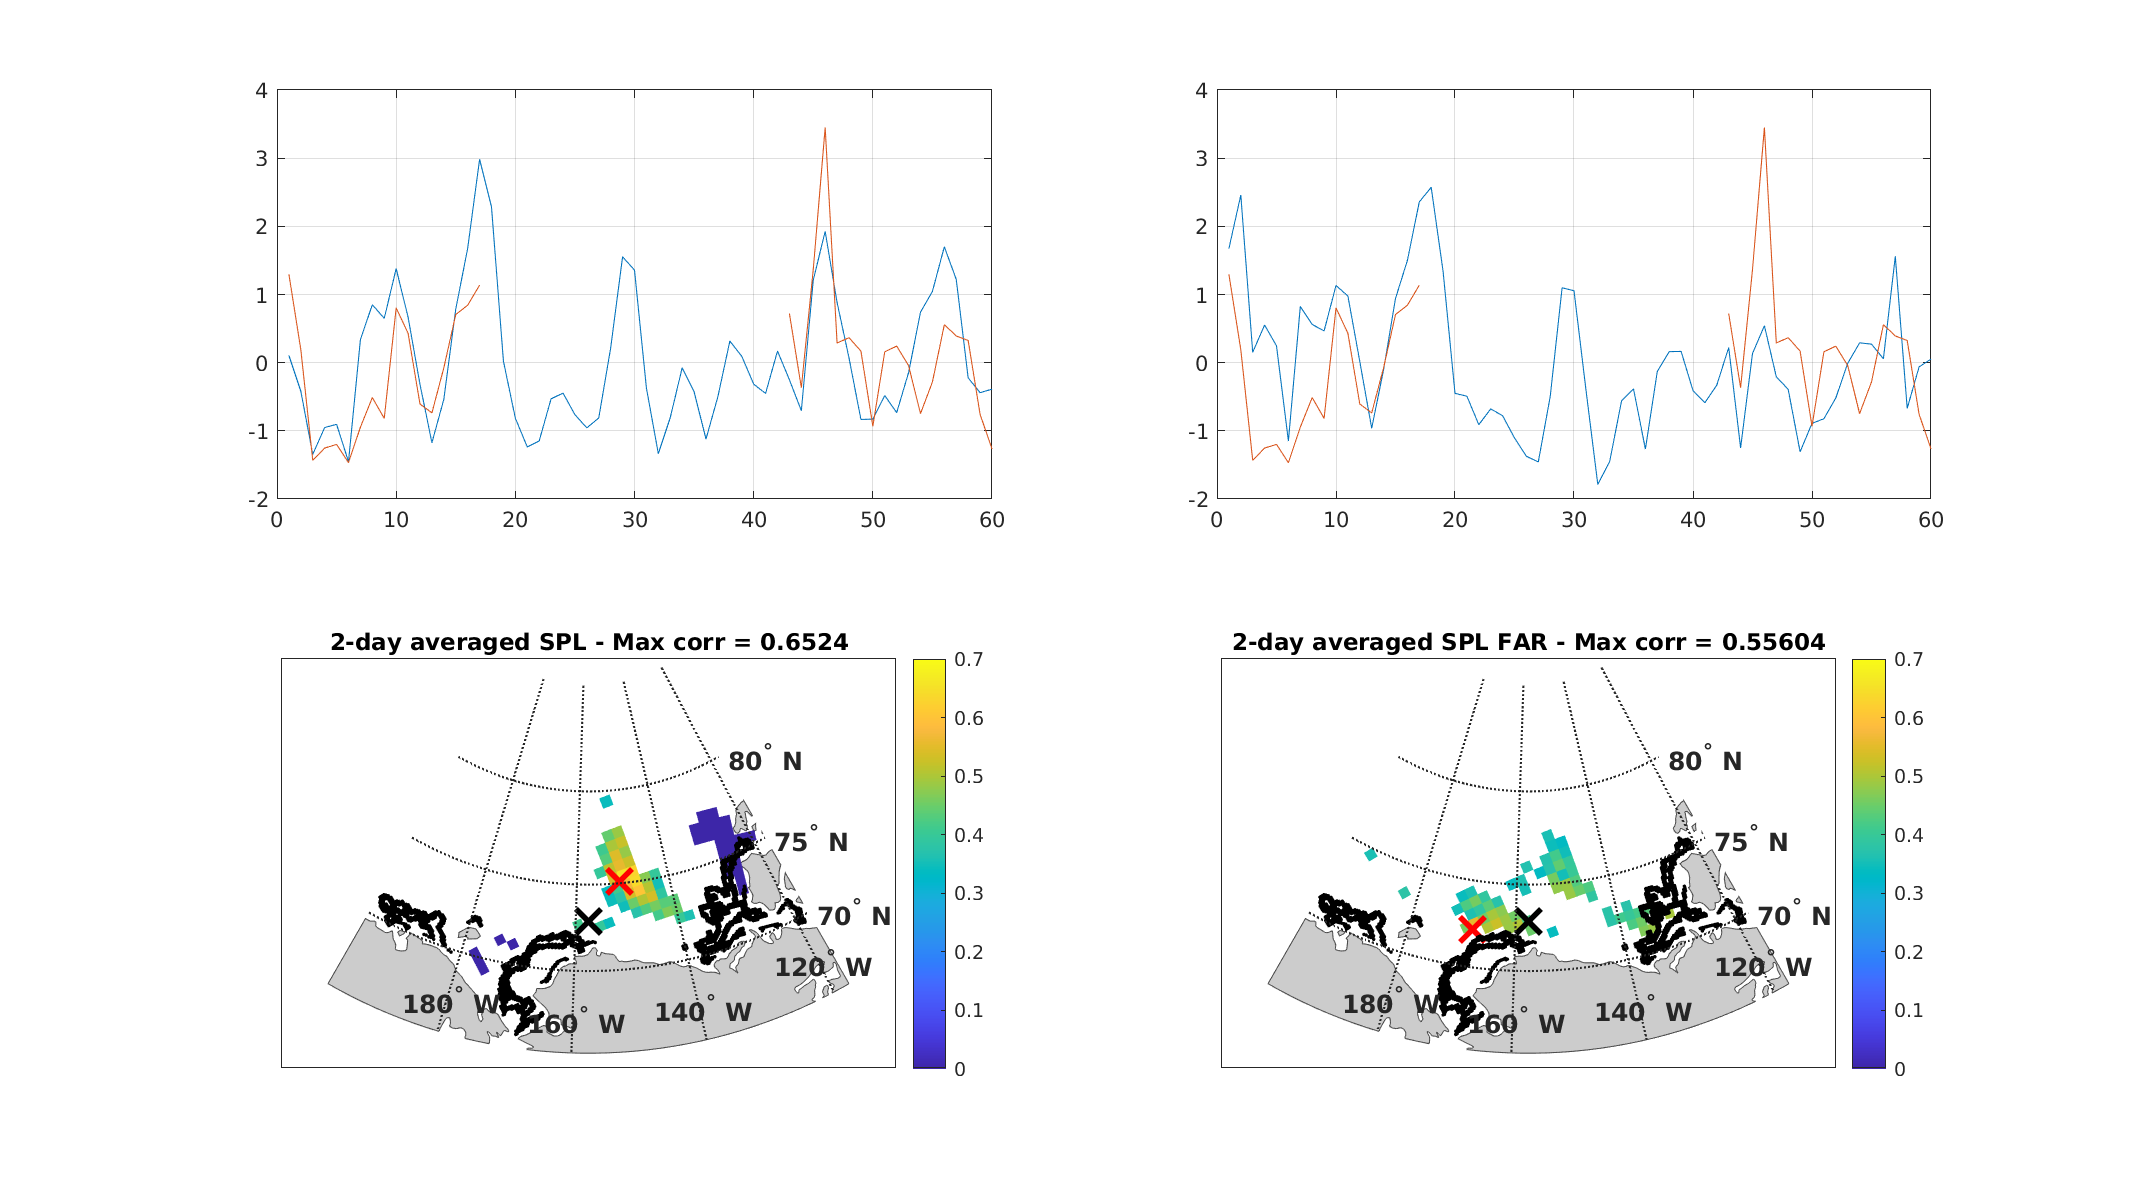 4
3
2
1
0
-1
-2
0 10 20 30 40 50 60
4
3
2
1
0
-1
-2
0 10 20 30 40 50 60
2-day averaged SPL - Max corr = 0.6524
80° N
75° N
70° N
120° W
180° W
160° W
140° W
0.7
0.6
0.5
0.4
0.3
0.2
0.1
0
2-day averaged SPL FAR - Max corr = 0.55604
80° N
75° N
70° N
120° W
180° W
160° W
140° W
0.7
0.6
0.5
0.4
0.3
0.2
0.1
0